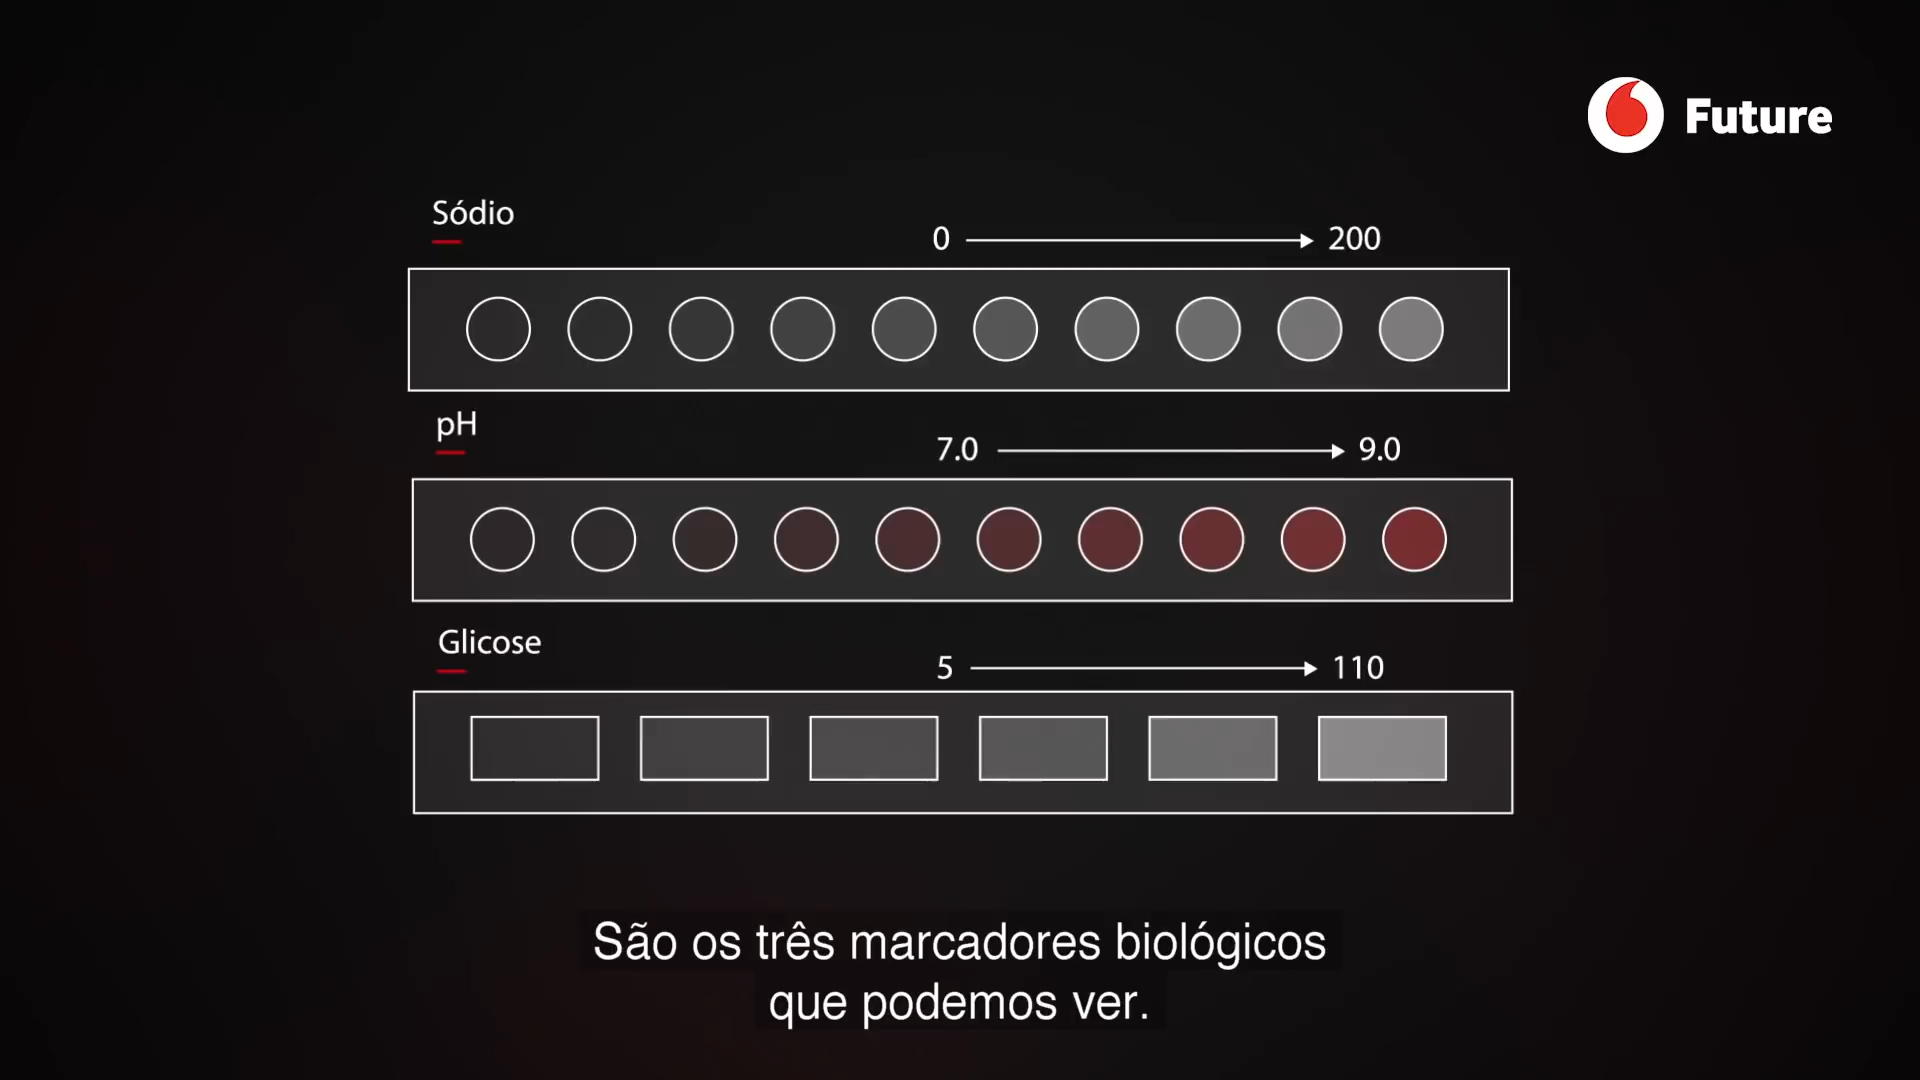 Future
Sódio
0 200
pH
7.0 9.0
Glicose
5 110
São os três marcadores biológicos
que podemos ver.